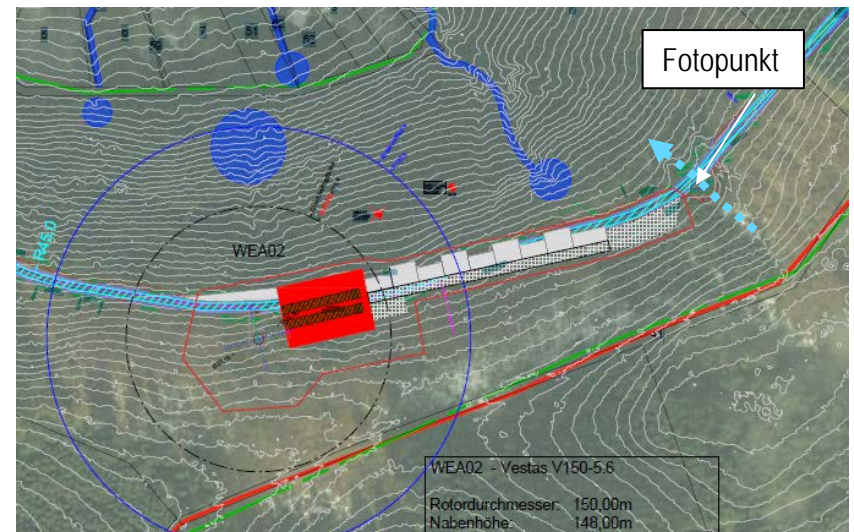 Fotopunkt
WEA02
R45,0
WEA02 - Vestas V150-5.6
Rotordurchmesser: 150,00m
Nabenhöhe: 148,00m